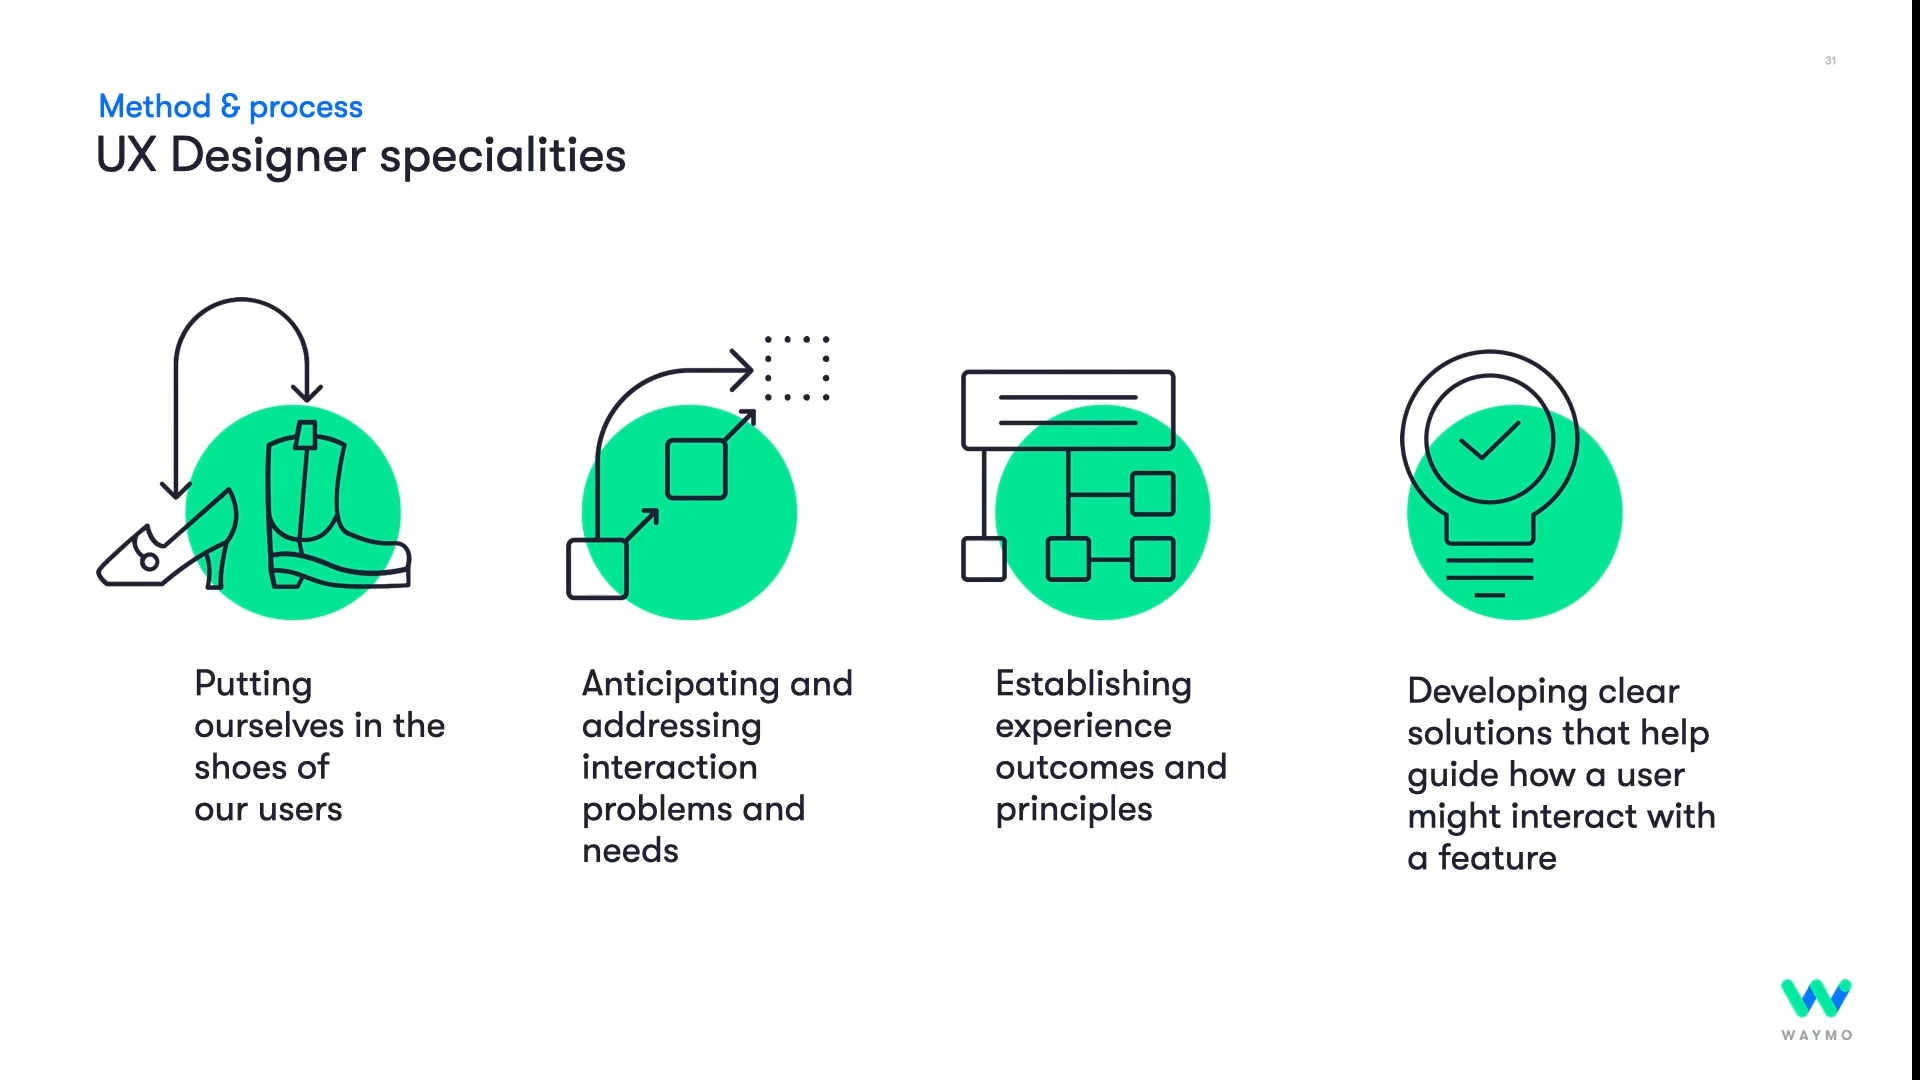 31
Method & process
UX Designer specialities
Putting
ourselves in the
shoes of
our users
Anticipating and
addressing
interaction
problems and
needs
Establishing
experience
outcomes and
principles
Developing clear
solutions that help
guide how a user
might interact with
a feature
WAYMO